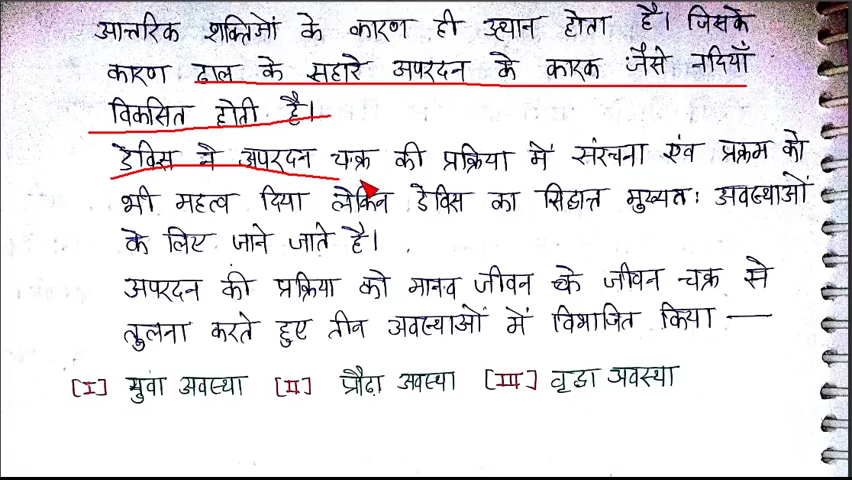 आन्तरिक शक्तिओं के कारण ही उत्थान होता है। जिसके
कारण ढाल के सहारे अपरदन के कारक जैसे नदियाँ
विकसित होती है।
डेविस ने अपरदन चक्र की प्रक्रिया में संरचना एंव प्रक्रम को
भी महत्व दिया लेकिन डेविस का सिद्धान्त मुख्यतः अवस्थाओं
के लिए जाने जाते है।
अपरदन की प्रक्रिया को मानव जीवन के जीवन चक्र से
तुलना करते हुए तीन अवस्थाओं में विभाजित किया —
[I] युवा अवस्था [II] प्रौढ़ा अवस्था [III] वृद्धा अवस्था